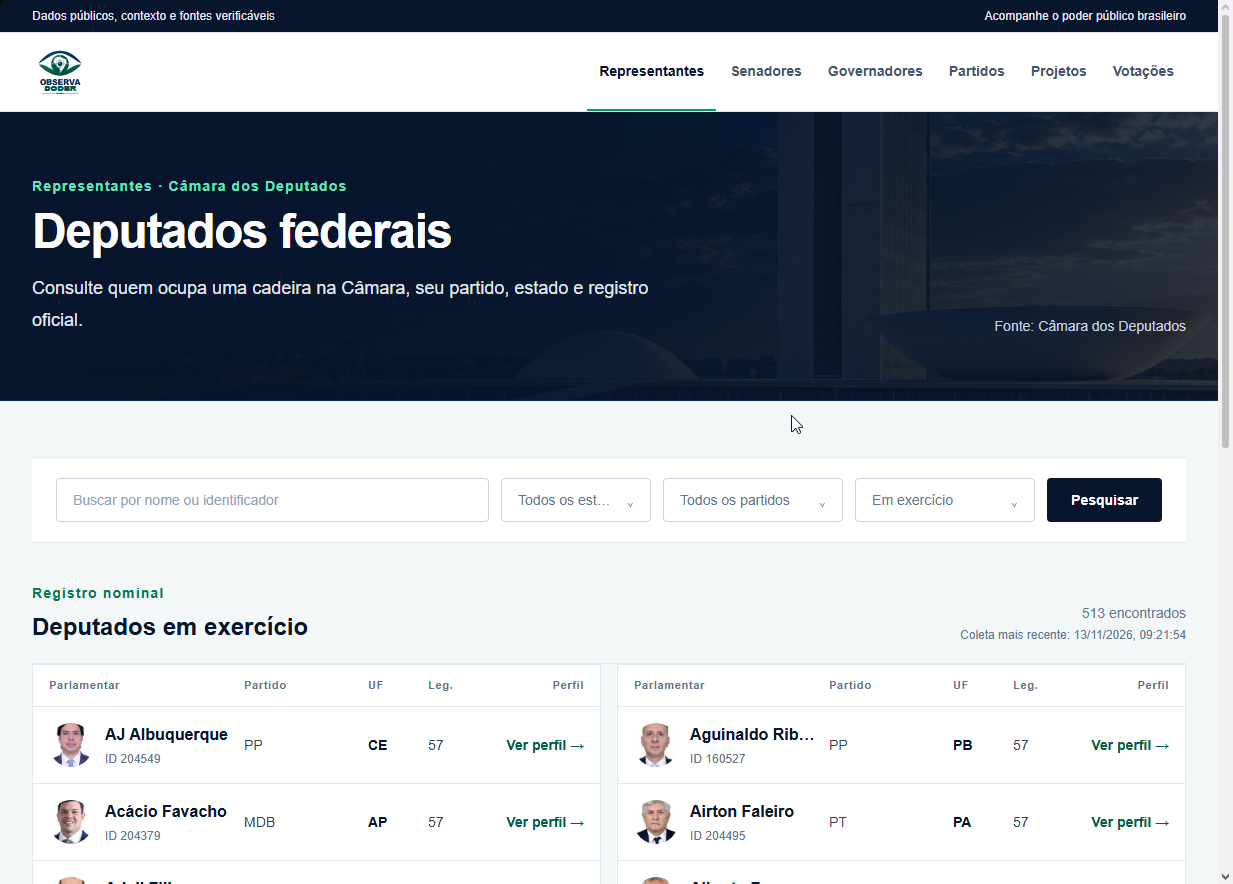 Dados públicos, contexto e fontes verificáveis
Acompanhe o poder público brasileiro
OBSERVA
PODER
Representantes
Senadores
Governadores
Partidos
Projetos
Votações
Representantes · Câmara dos Deputados
Deputados federais
Consulte quem ocupa uma cadeira na Câmara, seu partido, estado e registro
oficial.
Fonte: Câmara dos Deputados
Buscar por nome ou identificador
Todos os est…
Todos os partidos
Em exercício
Pesquisar
Registro nominal
Deputados em exercício
513 encontrados
Coleta mais recente: 13/11/2026, 09:21:54
Parlamentar Partido UF Leg. Perfil
AJ Albuquerque PP CE 57 Ver perfil →
ID 204549
Acácio Favacho MDB AP 57 Ver perfil →
ID 204379
Parlamentar Partido UF Leg. Perfil
Aguinaldo Rib… PP PB 57 Ver perfil →
ID 160527
Airton Faleiro PT PA 57 Ver perfil →
ID 204495